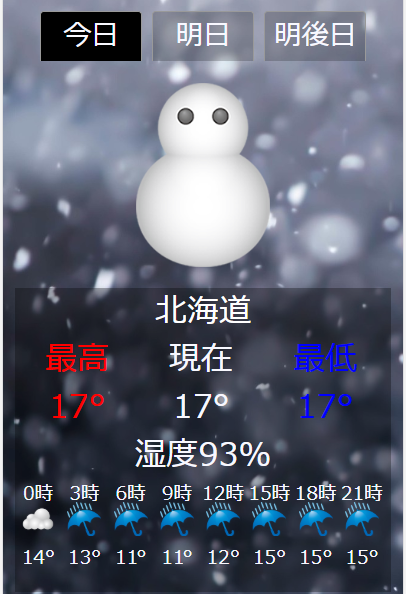 今日 明日 明後日
北海道
最高 現在 最低
17° 17° 17°
湿度93%
0時 3時 6時 9時 12時 15時 18時 21時
14° 13° 11° 11° 12° 15° 15° 15°